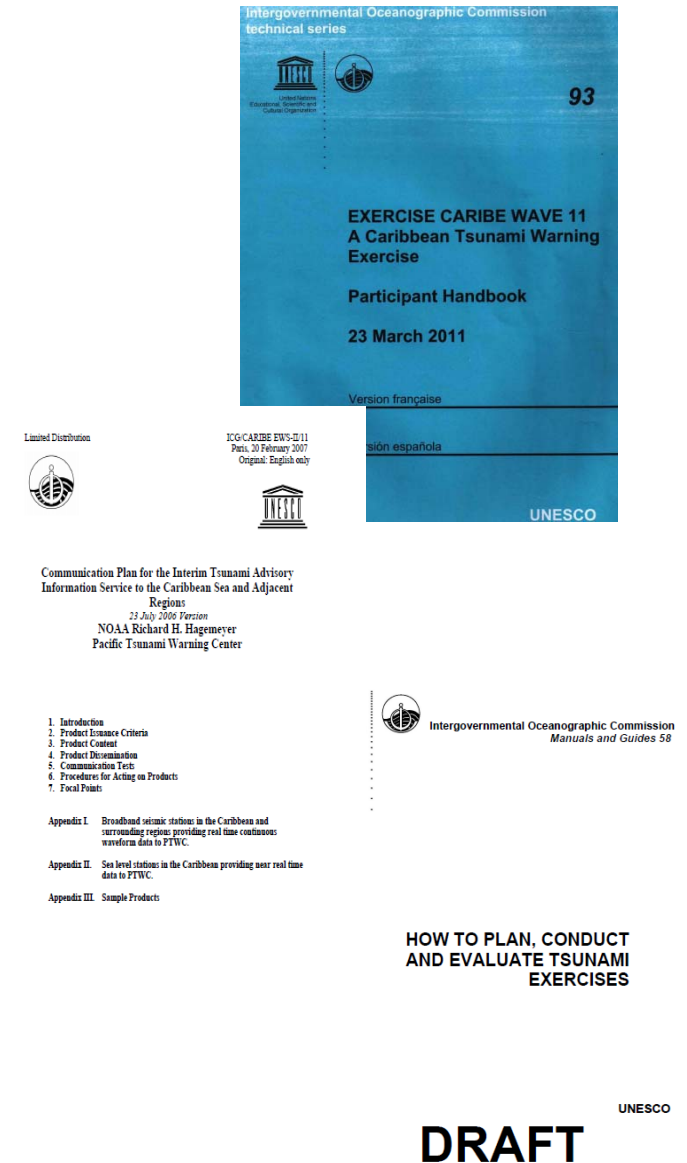 Intergovernmental Oceanographic Commission
technical series
UNESCO
United Nations
Educational, Scientific and
Cultural Organization
93
EXERCISE CARIBE WAVE 11
A Caribbean Tsunami Warning
Exercise
Participant Handbook
23 March 2011
Version française
rsión española
UNESCO
Limited Distribution
ICG/CARIBE EWS-II/11
Paris, 20 February 2007
Original: English only
UNESCO
Communication Plan for the Interim Tsunami Advisory
Information Service to the Caribbean Sea and Adjacent
Regions
23 July 2006 Version
NOAA Richard H. Hagemeyer
Pacific Tsunami Warning Center
1. Introduction
2. Product Issuance Criteria
3. Product Content
4. Product Dissemination
5. Communication Tests
6. Procedures for Acting on Products
7. Focal Points
Appendix I. Broadband seismic stations in the Caribbean and
surrounding regions providing real time continuous
waveform data to PTWC.
Appendix II. Sea level stations in the Caribbean providing near real time
data to PTWC.
Appendix III. Sample Products
Intergovernmental Oceanographic Commission
Manuals and Guides 58
HOW TO PLAN, CONDUCT
AND EVALUATE TSUNAMI
EXERCISES
UNESCO
DRAFT